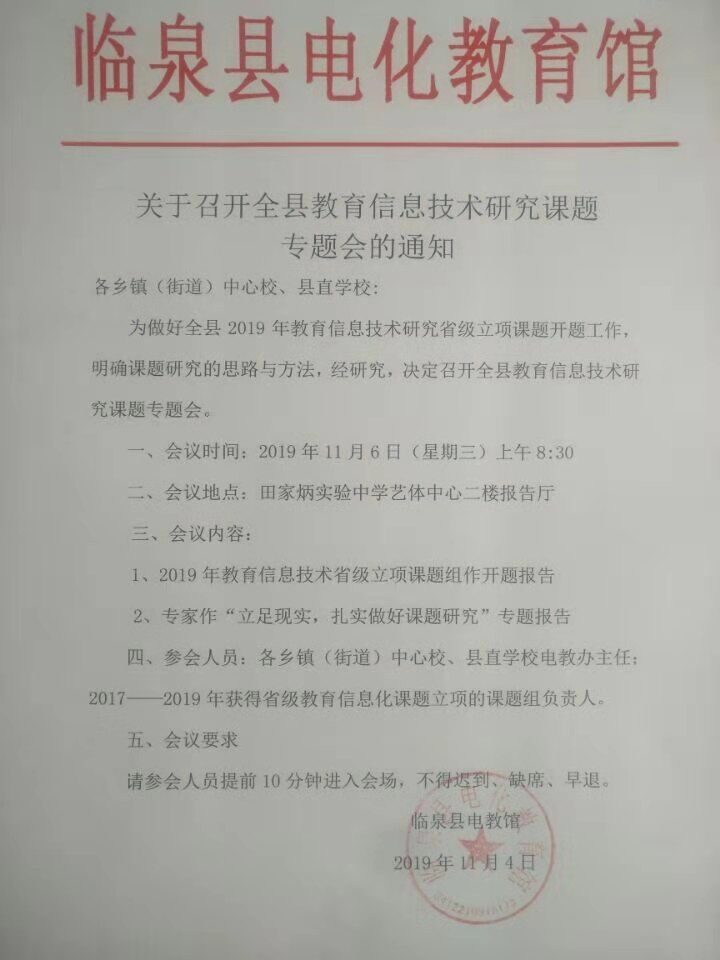 临泉县电化教育馆
关于召开全县教育信息技术研究课题
专题会的通知
各乡镇（街道）中心校、县直学校:
为做好全县 2019 年教育信息技术研究省级立项课题开题工作，
明确课题研究的思路与方法，经研究，决定召开全县教育信息技术研
究课题专题会。
一、会议时间：2019 年 11 月 6 日（星期三）上午 8:30
二、会议地点：田家炳实验中学艺体中心二楼报告厅
三、会议内容：
1、2019 年教育信息技术省级立项课题组作开题报告
2、专家作“立足现实，扎实做好课题研究”专题报告
四、参会人员：各乡镇（街道）中心校、县直学校电教办主任；
2017——2019 年获得省级教育信息化课题立项的课题组负责人。
五、会议要求
请参会人员提前 10 分钟进入会场，不得迟到、缺席、早退。
临泉县电教馆
2019 年 11 月 4 日
临泉县电化教育馆